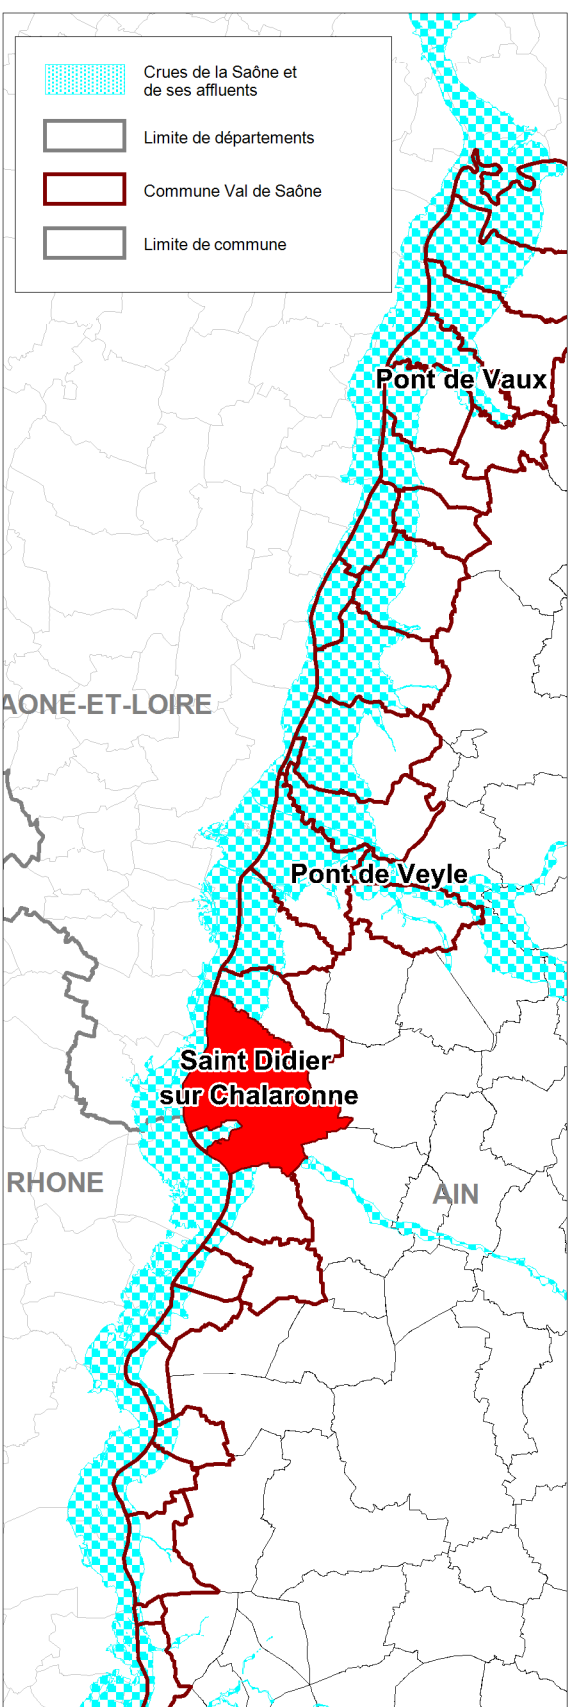 Crues de la Saône et
de ses affluents
Limite de départements
Commune Val de Saône
Limite de commune
Pont de Vaux
AONE-ET-LOIRE
Pont de Veyle
Saint Didier
sur Chalaronne
RHONE
AIN